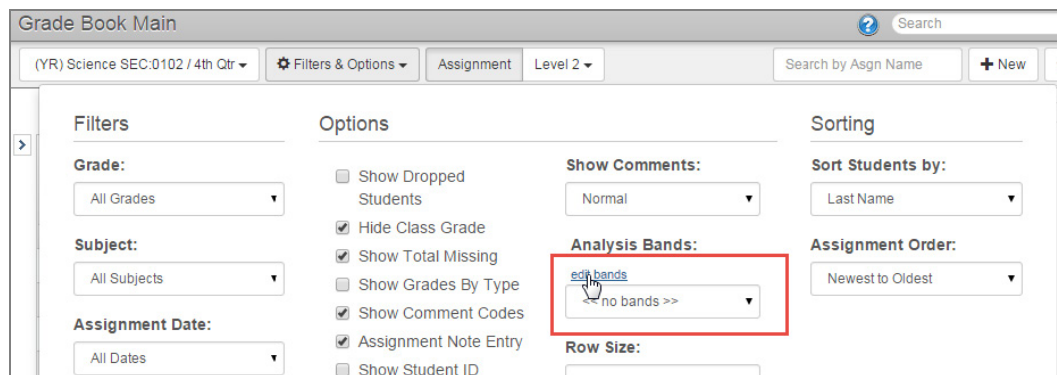 Grade Book Main
Search
(YR) Science SEC:0102 / 4th Qtr
Filters & Options
Assignment
Level 2
Search by Asgn Name
+ New
Filters
Options
Sorting
Grade:
All Grades
Subject:
All Subjects
Assignment Date:
All Dates
Show Dropped
Students
Hide Class Grade
Show Total Missing
Show Grades By Type
Show Comment Codes
Assignment Note Entry
Show Student ID
Show Comments:
Normal
Analysis Bands:
edit bands
<< no bands >>
Row Size:
Sort Students by:
Last Name
Assignment Order:
Newest to Oldest